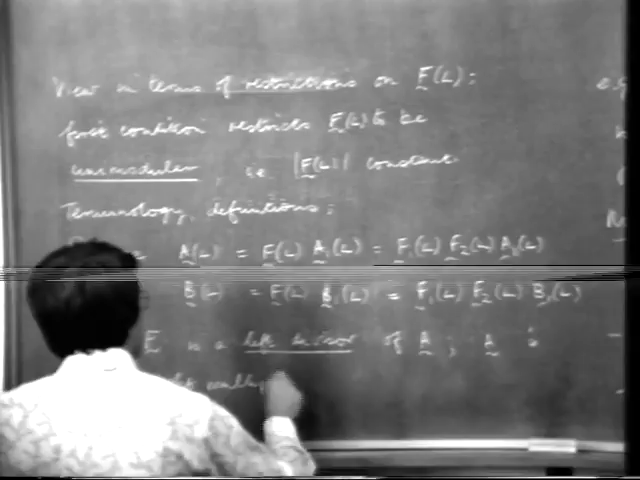 View in terms of restrictions on F(L):
first condition restricts F(L) to be
unimodular, i.e. |F(L)| constant.
Terminology, definitions:
A(L) = F(L) A₁(L) = F₁(L) F₂(L) A₁(L)
B(L) = F(L) B₁(L) = F₁(L) F₂(L) B₁(L)
F is a left divisor of A; A is